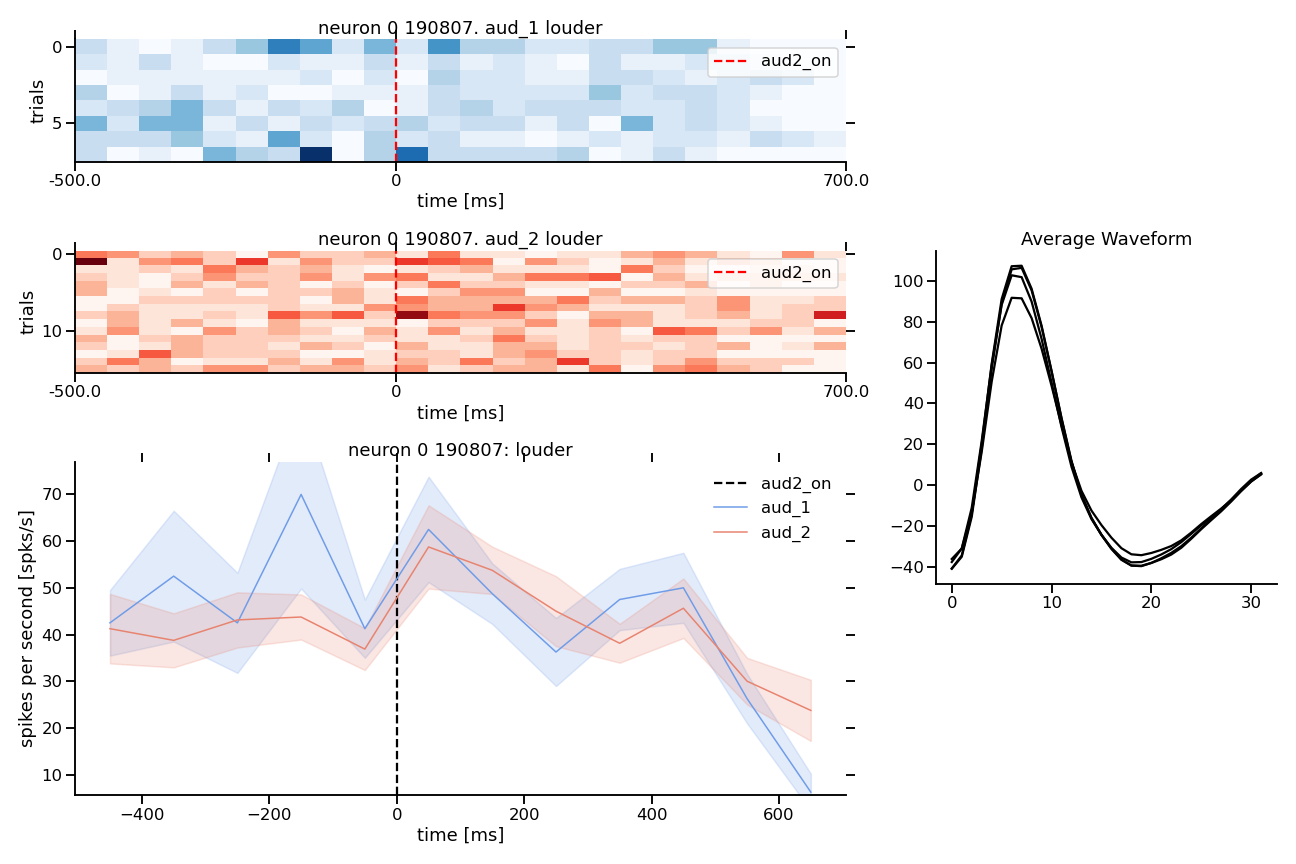 neuron 0 190807. aud_1 louder
trials
0
5
aud2_on
-500.0
0
700.0
time [ms]
neuron 0 190807. aud_2 louder
trials
0
10
aud2_on
-500.0
0
700.0
time [ms]
neuron 0 190807: louder
spikes per second [spks/s]
70
60
50
40
30
20
10
aud2_on
aud_1
aud_2
−400
−200
0
200
400
600
time [ms]
Average Waveform
100
80
60
40
20
0
−20
−40
0
10
20
30